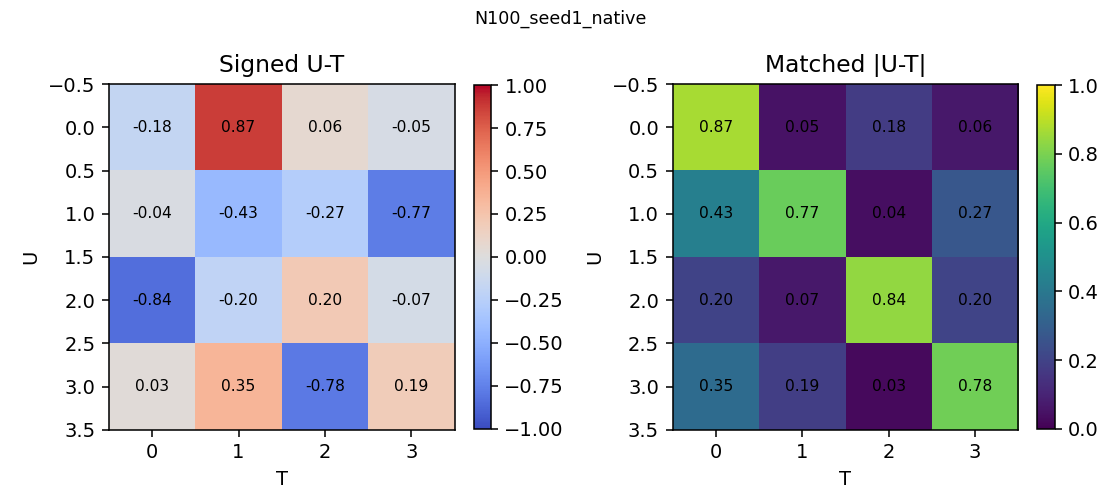 N100_seed1_native
Signed U-T
−0.5
0.0
0.5
1.0
1.5
2.0
2.5
3.0
3.5
U
-0.18 0.87 0.06 -0.05
-0.04 -0.43 -0.27 -0.77
-0.84 -0.20 0.20 -0.07
0.03 0.35 -0.78 0.19
0 1 2 3
T
1.00
0.75
0.50
0.25
0.00
−0.25
−0.50
−0.75
−1.00
Matched |U-T|
−0.5
0.0
0.5
1.0
1.5
2.0
2.5
3.0
3.5
U
0.87 0.05 0.18 0.06
0.43 0.77 0.04 0.27
0.20 0.07 0.84 0.20
0.35 0.19 0.03 0.78
0 1 2 3
T
1.0
0.8
0.6
0.4
0.2
0.0